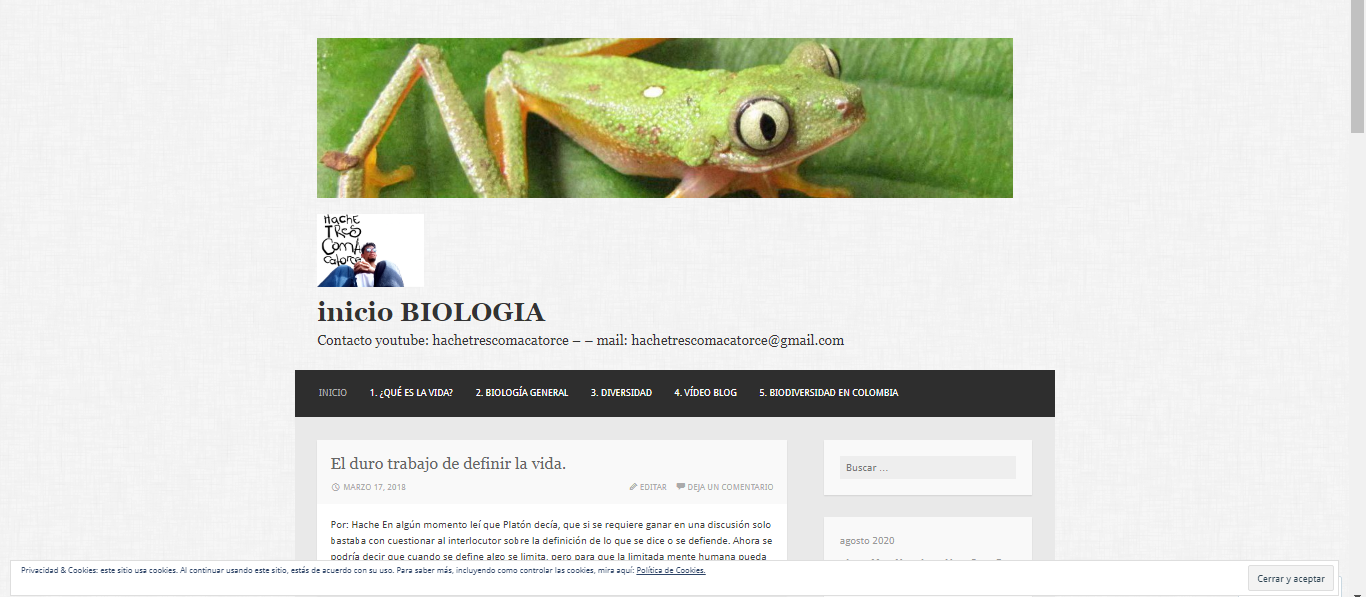 HachE
TRES
ComA
catorce
inicio BIOLOGIA
Contacto youtube: hachetrescomacatorce – – mail: hachetrescomacatorce@gmail.com
INICIO 1. ¿QUÉ ES LA VIDA? 2. BIOLOGÍA GENERAL 3. DIVERSIDAD 4. VÍDEO BLOG 5. BIODIVERSIDAD EN COLOMBIA
El duro trabajo de definir la vida.
MARZO 17, 2018 EDITAR DEJA UN COMENTARIO
Por: Hache En algún momento leí que Platón decía, que si se requiere ganar en una discusión solo
bastaba con cuestionar al interlocutor sobre la definición de lo que se dice o se defiende. Ahora se
podría decir que cuando se define algo se limita, pero para que la limitada mente humana pueda
Buscar ...
agosto 2020
Privacidad & Cookies: este sitio usa cookies. Al continuar usando este sitio, estás de acuerdo con su uso. Para saber más, incluyendo como controlar las cookies, mira aquí: Política de Cookies.
Cerrar y aceptar